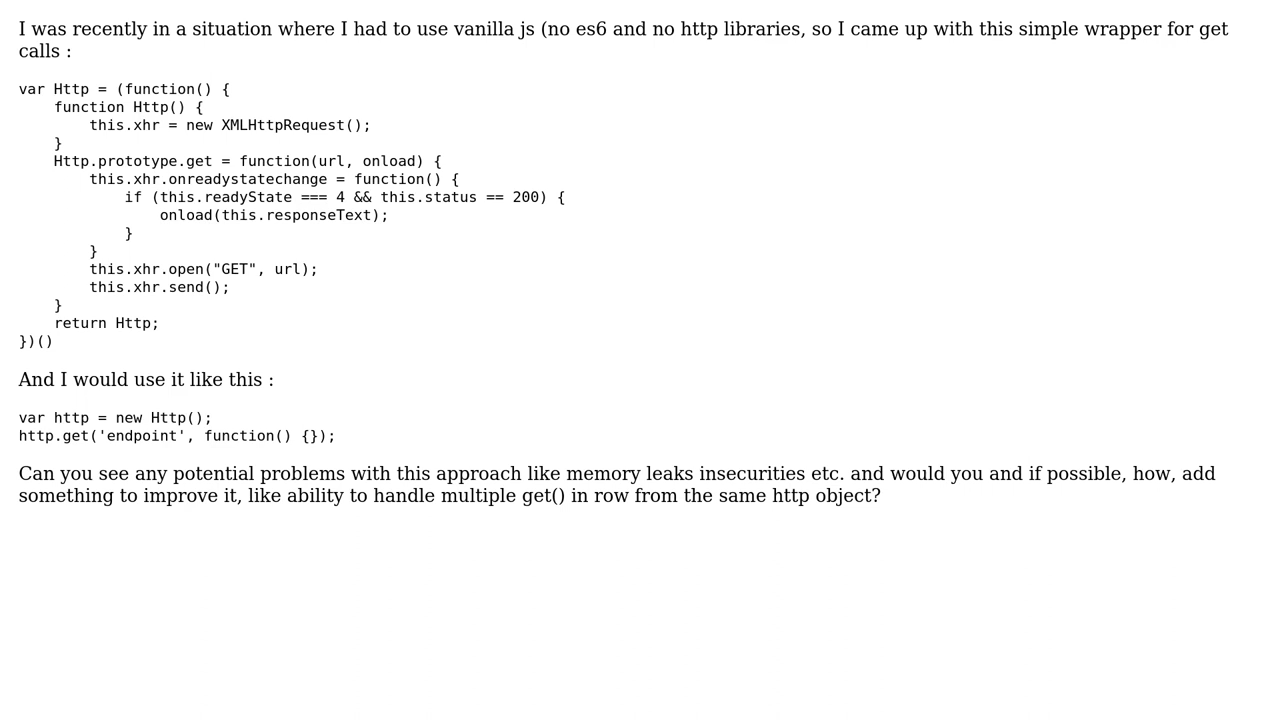 I was recently in a situation where I had to use vanilla js (no es6 and no http libraries, so I came up with this simple wrapper for get
calls :
var Http = (function() {
    function Http() {
        this.xhr = new XMLHttpRequest();
    }
    Http.prototype.get = function(url, onload) {
        this.xhr.onreadystatechange = function() {
            if (this.readyState === 4 && this.status == 200) {
                onload(this.responseText);
            }
        }
        this.xhr.open("GET", url);
        this.xhr.send();
    }
    return Http;
})()
And I would use it like this :
var http = new Http();
http.get('endpoint', function() {});
Can you see any potential problems with this approach like memory leaks insecurities etc. and would you and if possible, how, add
something to improve it, like ability to handle multiple get() in row from the same http object?